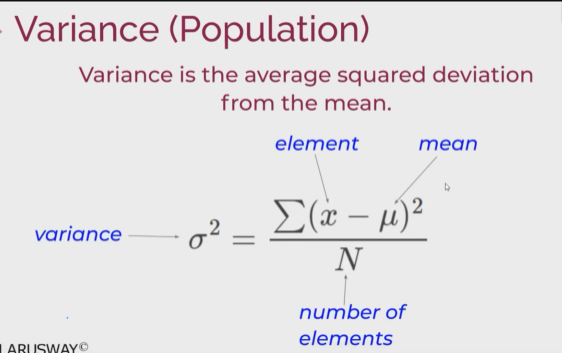 Variance (Population)
Variance is the average squared deviation
from the mean.
element mean
variance σ² = ∑(x − μ)² / N
number of
elements
LARUSWAY©